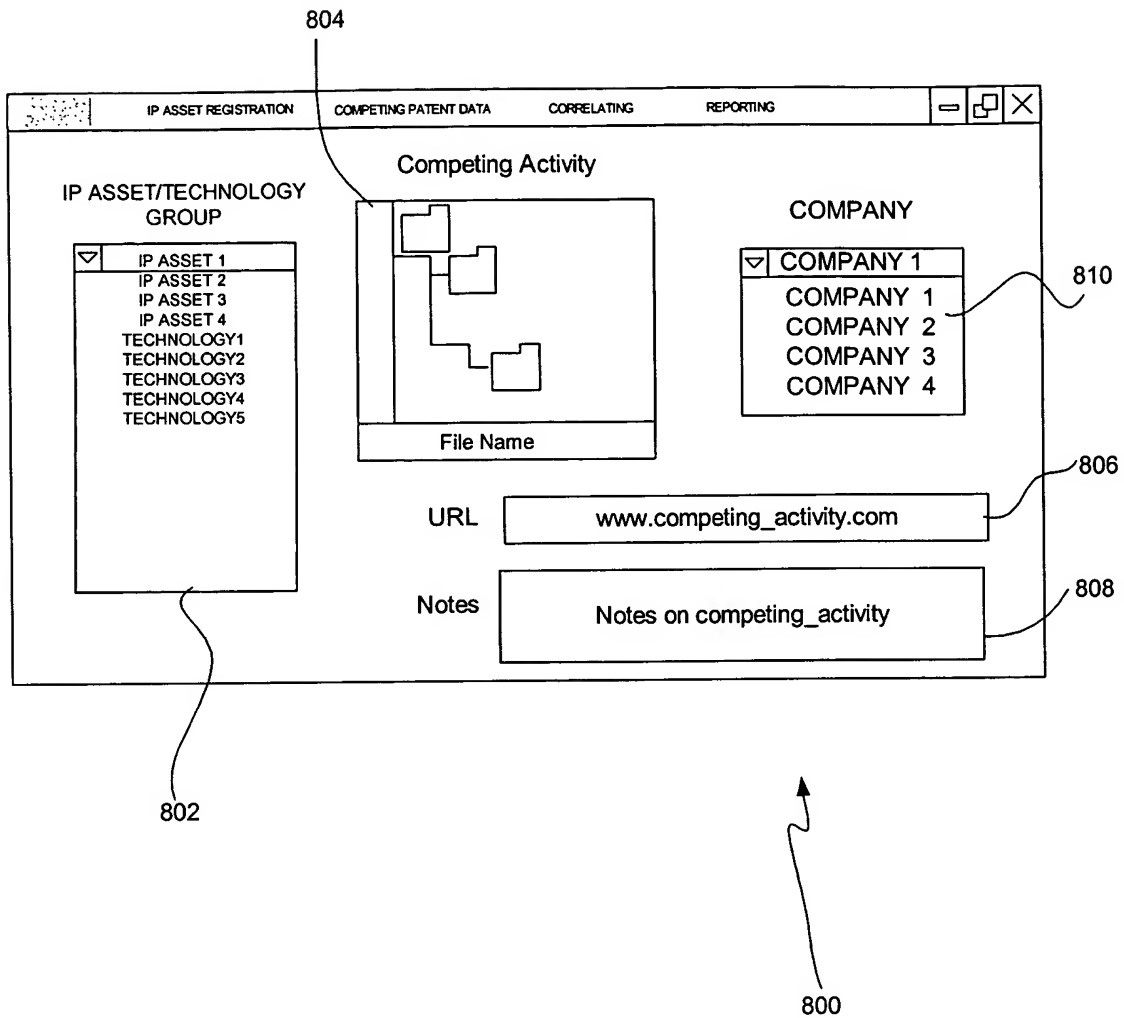 804
IP ASSET REGISTRATION COMPETING PATENT DATA CORRELATING REPORTING
Competing Activity
IP ASSET/TECHNOLOGY
GROUP
COMPANY
IP ASSET 1
IP ASSET 2
IP ASSET 3
IP ASSET 4
TECHNOLOGY1
TECHNOLOGY2
TECHNOLOGY3
TECHNOLOGY4
TECHNOLOGY5
File Name
COMPANY 1
COMPANY 1
COMPANY 2
COMPANY 3
COMPANY 4
810
806
URL www.competing_activity.com
808
Notes Notes on competing_activity
802
800